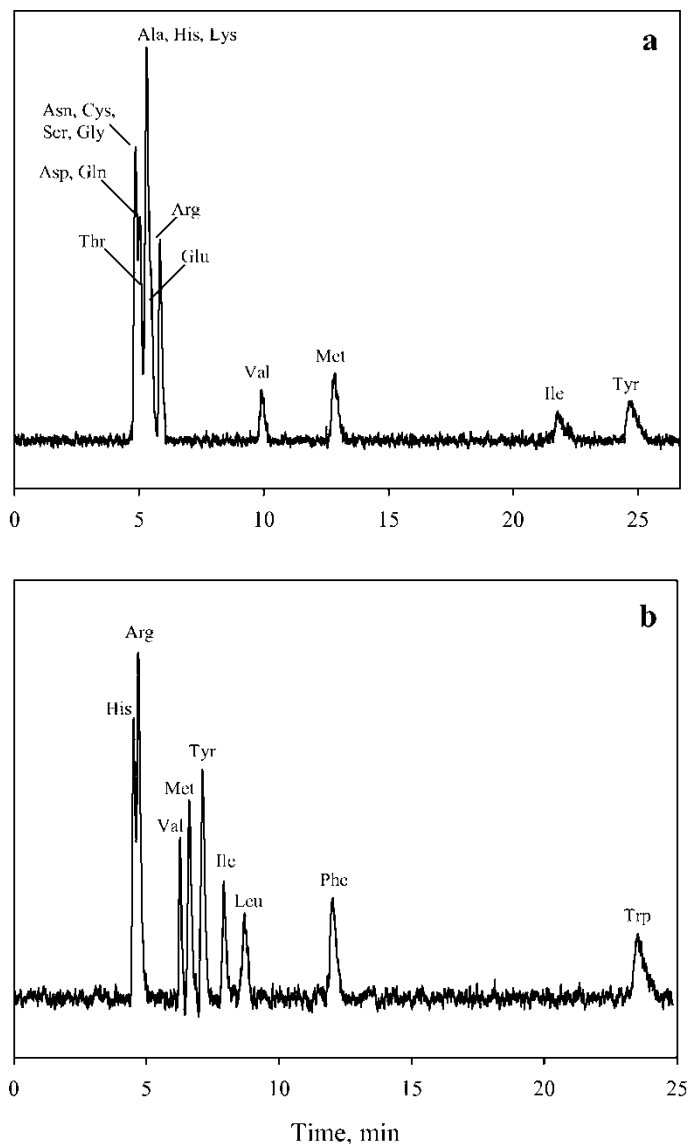 a
Ala, His, Lys
Asn, Cys,
Ser, Gly
Asp, Gln
Arg
Thr
Glu
Val
Met
Ile
Tyr
0 5 10 15 20 25
b
Arg
His
Tyr
Met
Val
Ile
Leu
Phe
Trp
0 5 10 15 20 25
Time, min